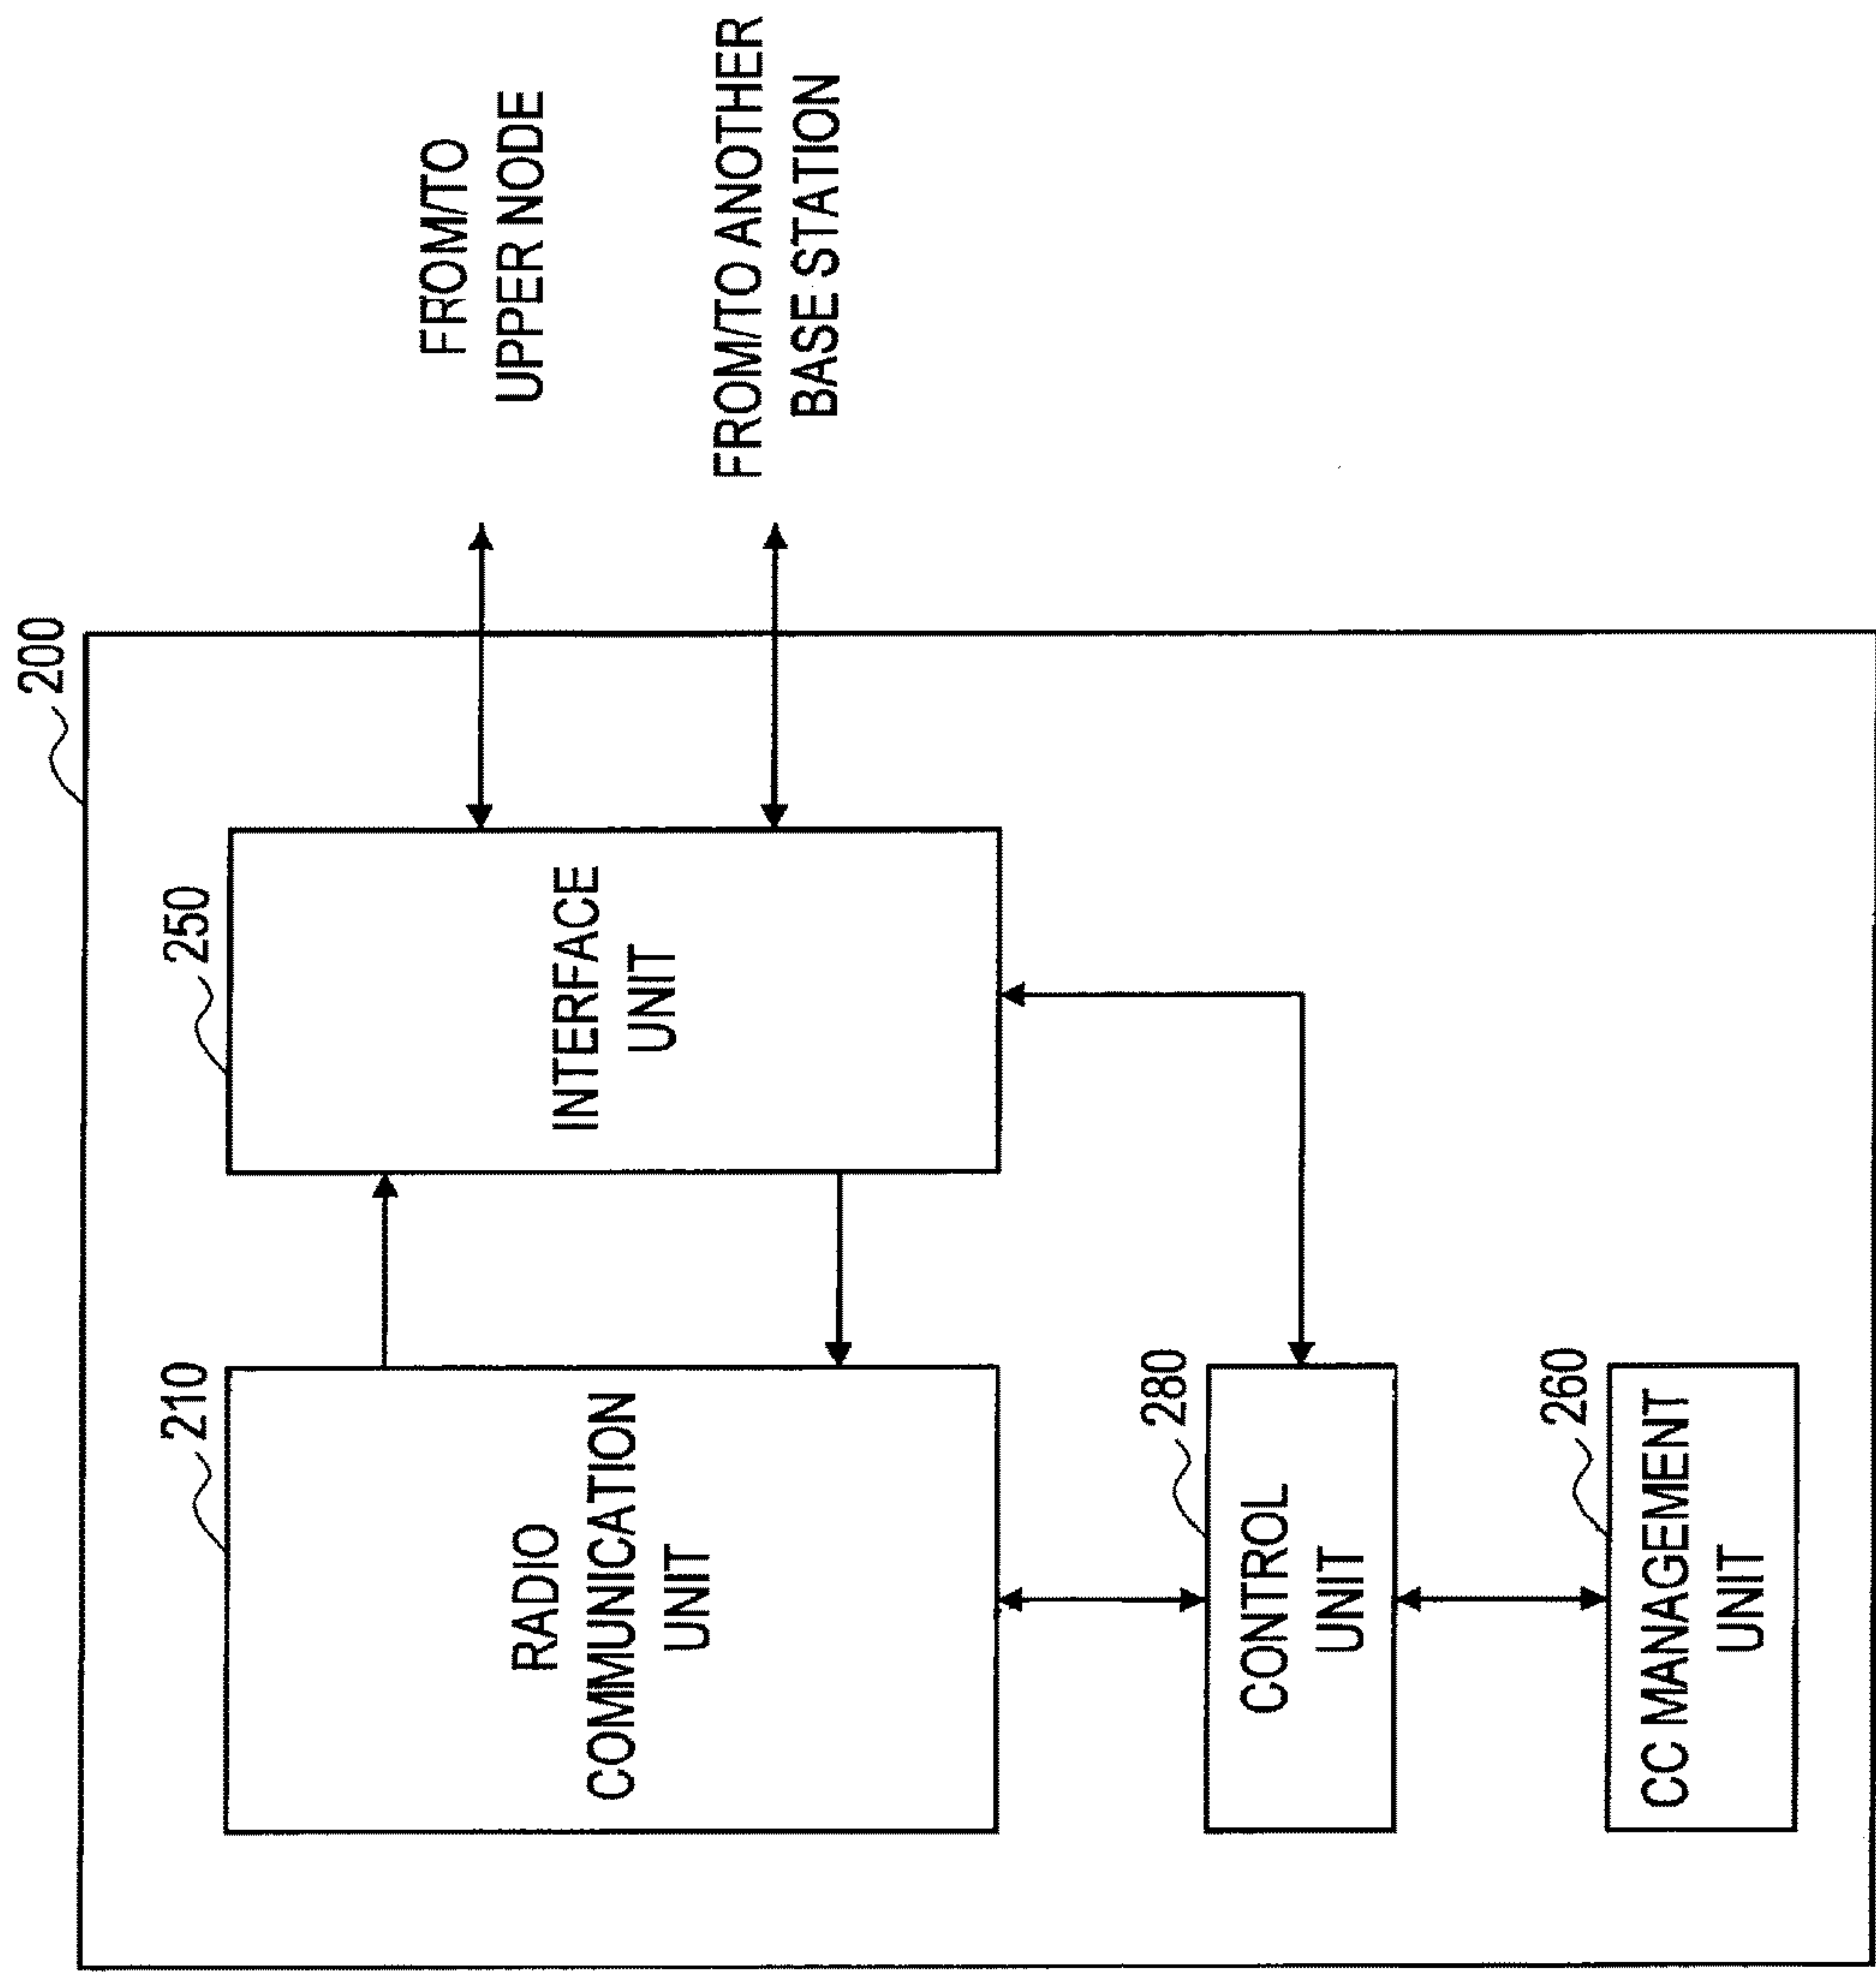 200
210
RADIO
COMMUNICATION
UNIT
250
INTERFACE
UNIT
FROM/TO
UPPER NODE
FROM/TO ANOTHER
BASE STATION
280
CONTROL
UNIT
260
CC MANAGEMENT
UNIT